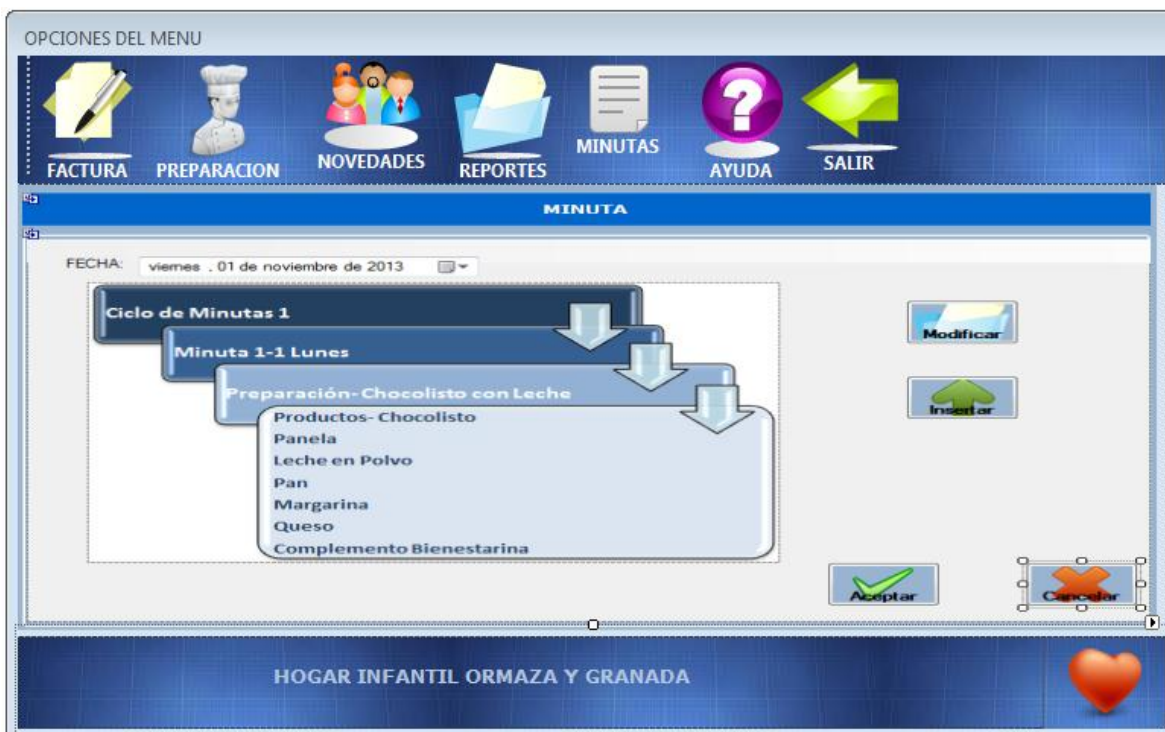 OPCIONES DEL MENU
FACTURA
PREPARACION
NOVEDADES
REPORTES
MINUTAS
AYUDA
SALIR
MINUTA
FECHA: viernes , 01 de noviembre de 2013
Ciclo de Minutas 1
Minuta 1-1 Lunes
Preparación- Chocolisto con Leche
Productos- Chocolisto
Panela
Leche en Polvo
Pan
Margarina
Queso
Complemento Bienestarina
Modificar
Insertar
Aceptar
Cancelar
HOGAR INFANTIL ORMAZA Y GRANADA